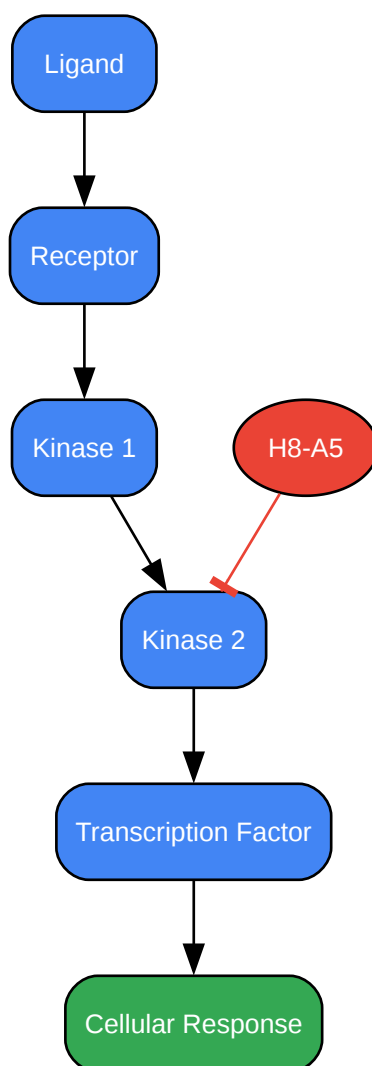 Ligand
Receptor
Kinase 1
H8-A5
Kinase 2
Transcription Factor
Cellular Response